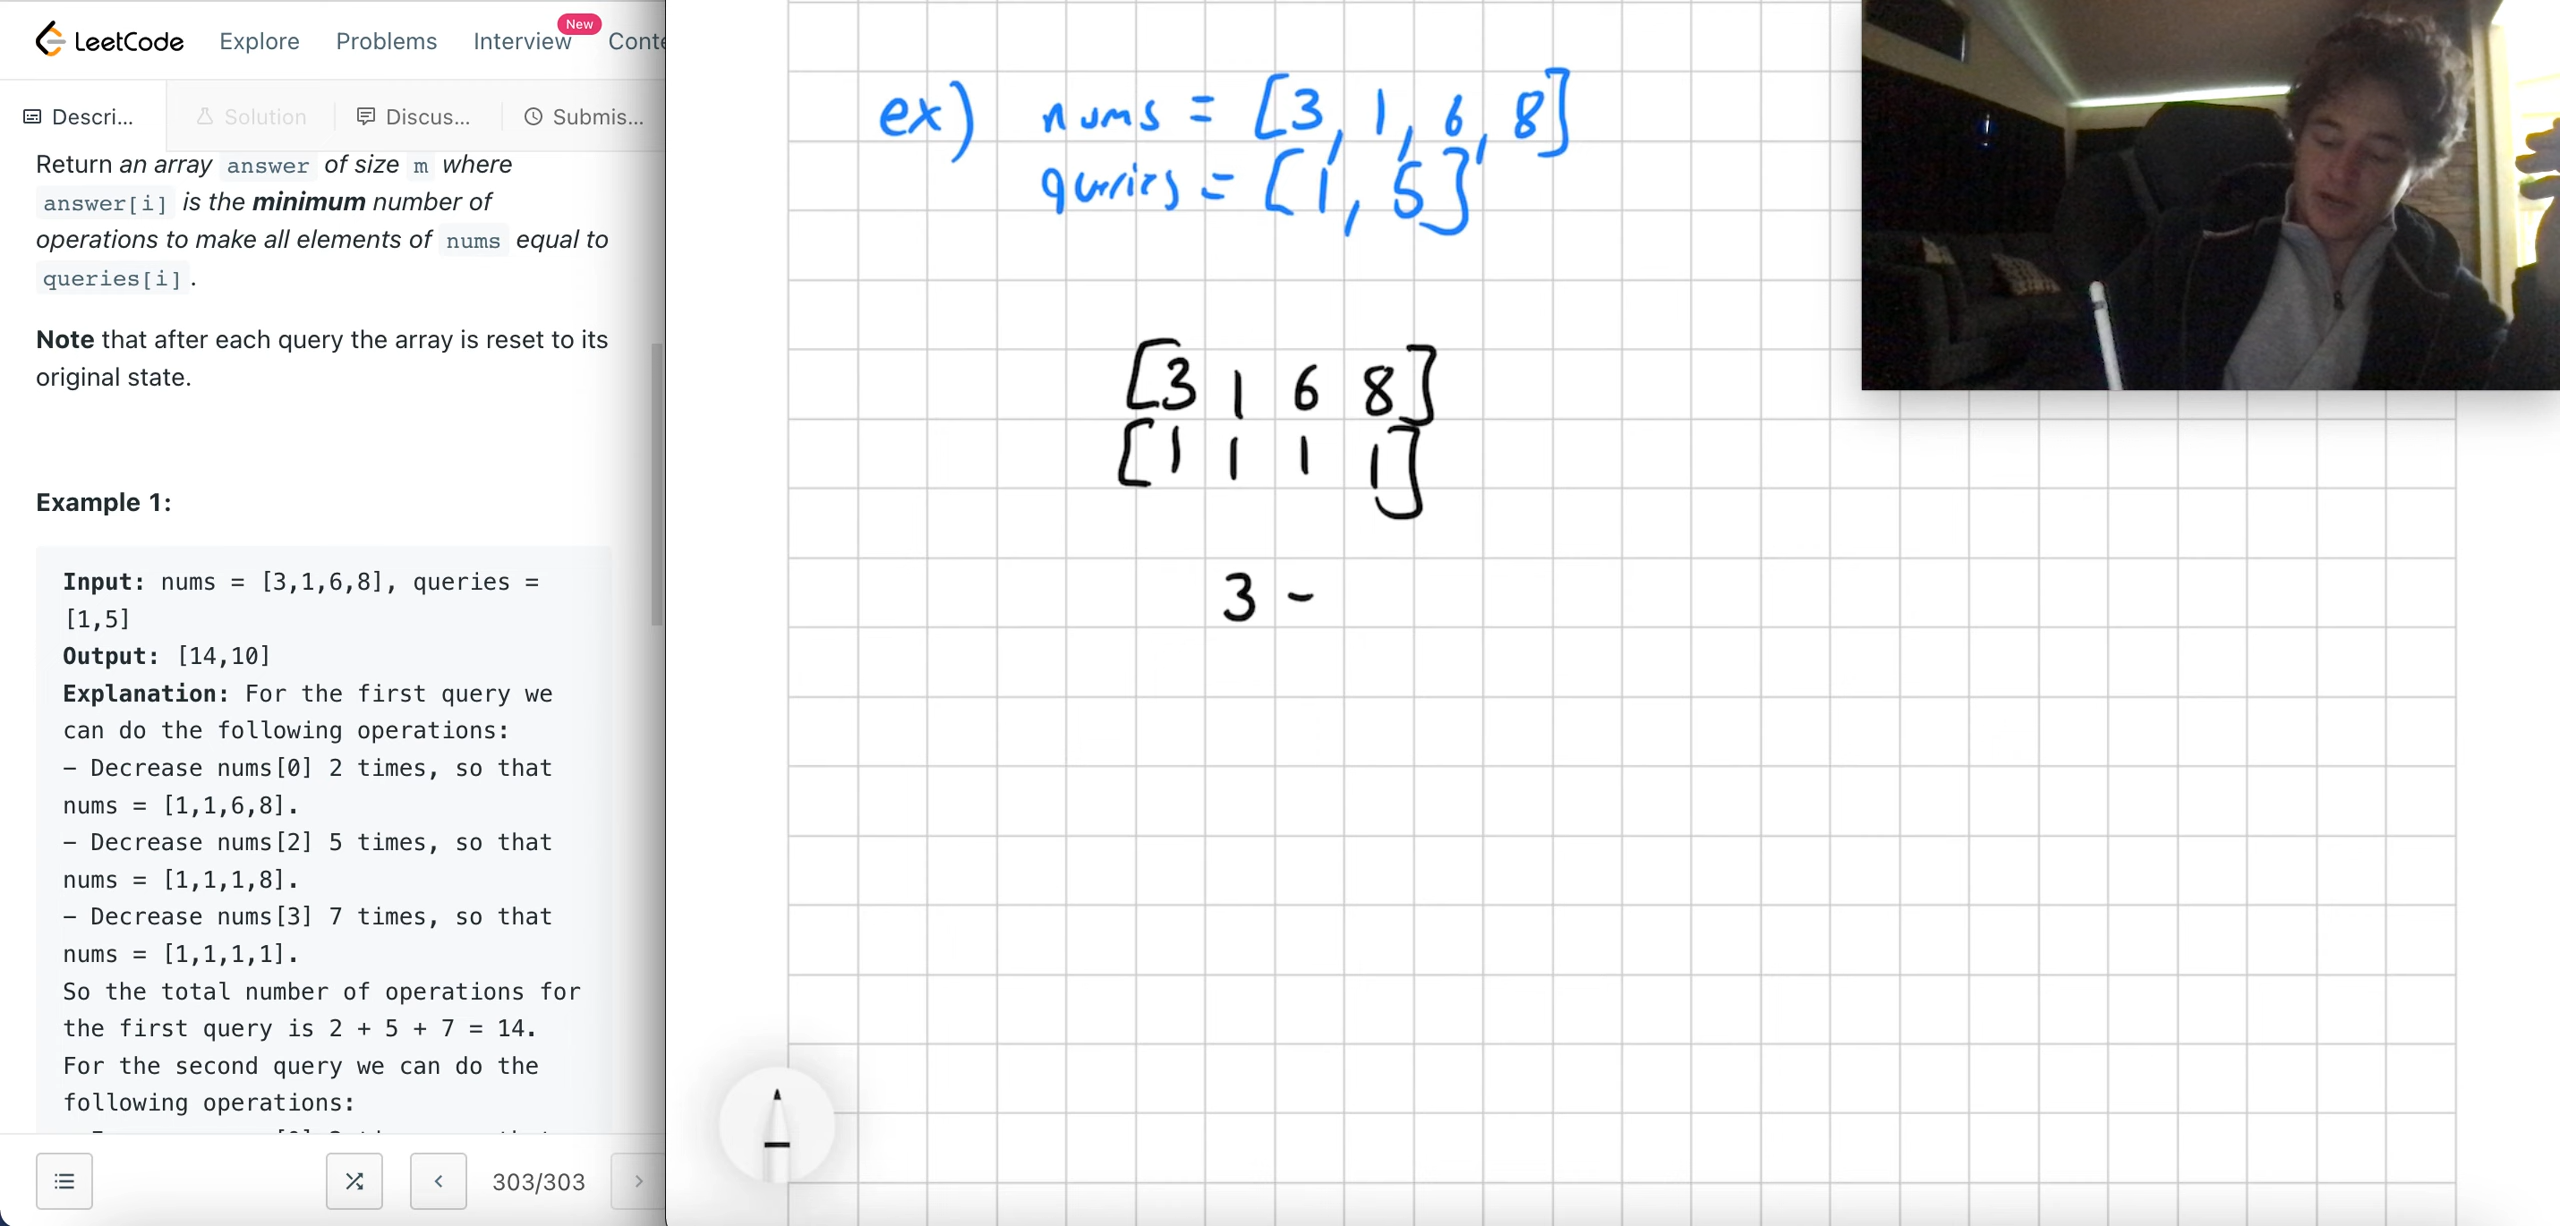 LeetCode Explore Problems Interview New Conte
Descri... Solution Discus... Submis...
Return an array answer of size m where
answer[i] is the minimum number of
operations to make all elements of nums equal to
queries[i].
Note that after each query the array is reset to its
original state.
Example 1:
Input: nums = [3,1,6,8], queries =
[1,5]
Output: [14,10]
Explanation: For the first query we
can do the following operations:
- Decrease nums[0] 2 times, so that
nums = [1,1,6,8].
- Decrease nums[2] 5 times, so that
nums = [1,1,1,8].
- Decrease nums[3] 7 times, so that
nums = [1,1,1,1].
So the total number of operations for
the first query is 2 + 5 + 7 = 14.
For the second query we can do the
following operations:
303/303
ex) nums = [3, 1, 6, 8]
queries = [1, 5]
[3 1 6 8]
[1 1 1 1]
3 -